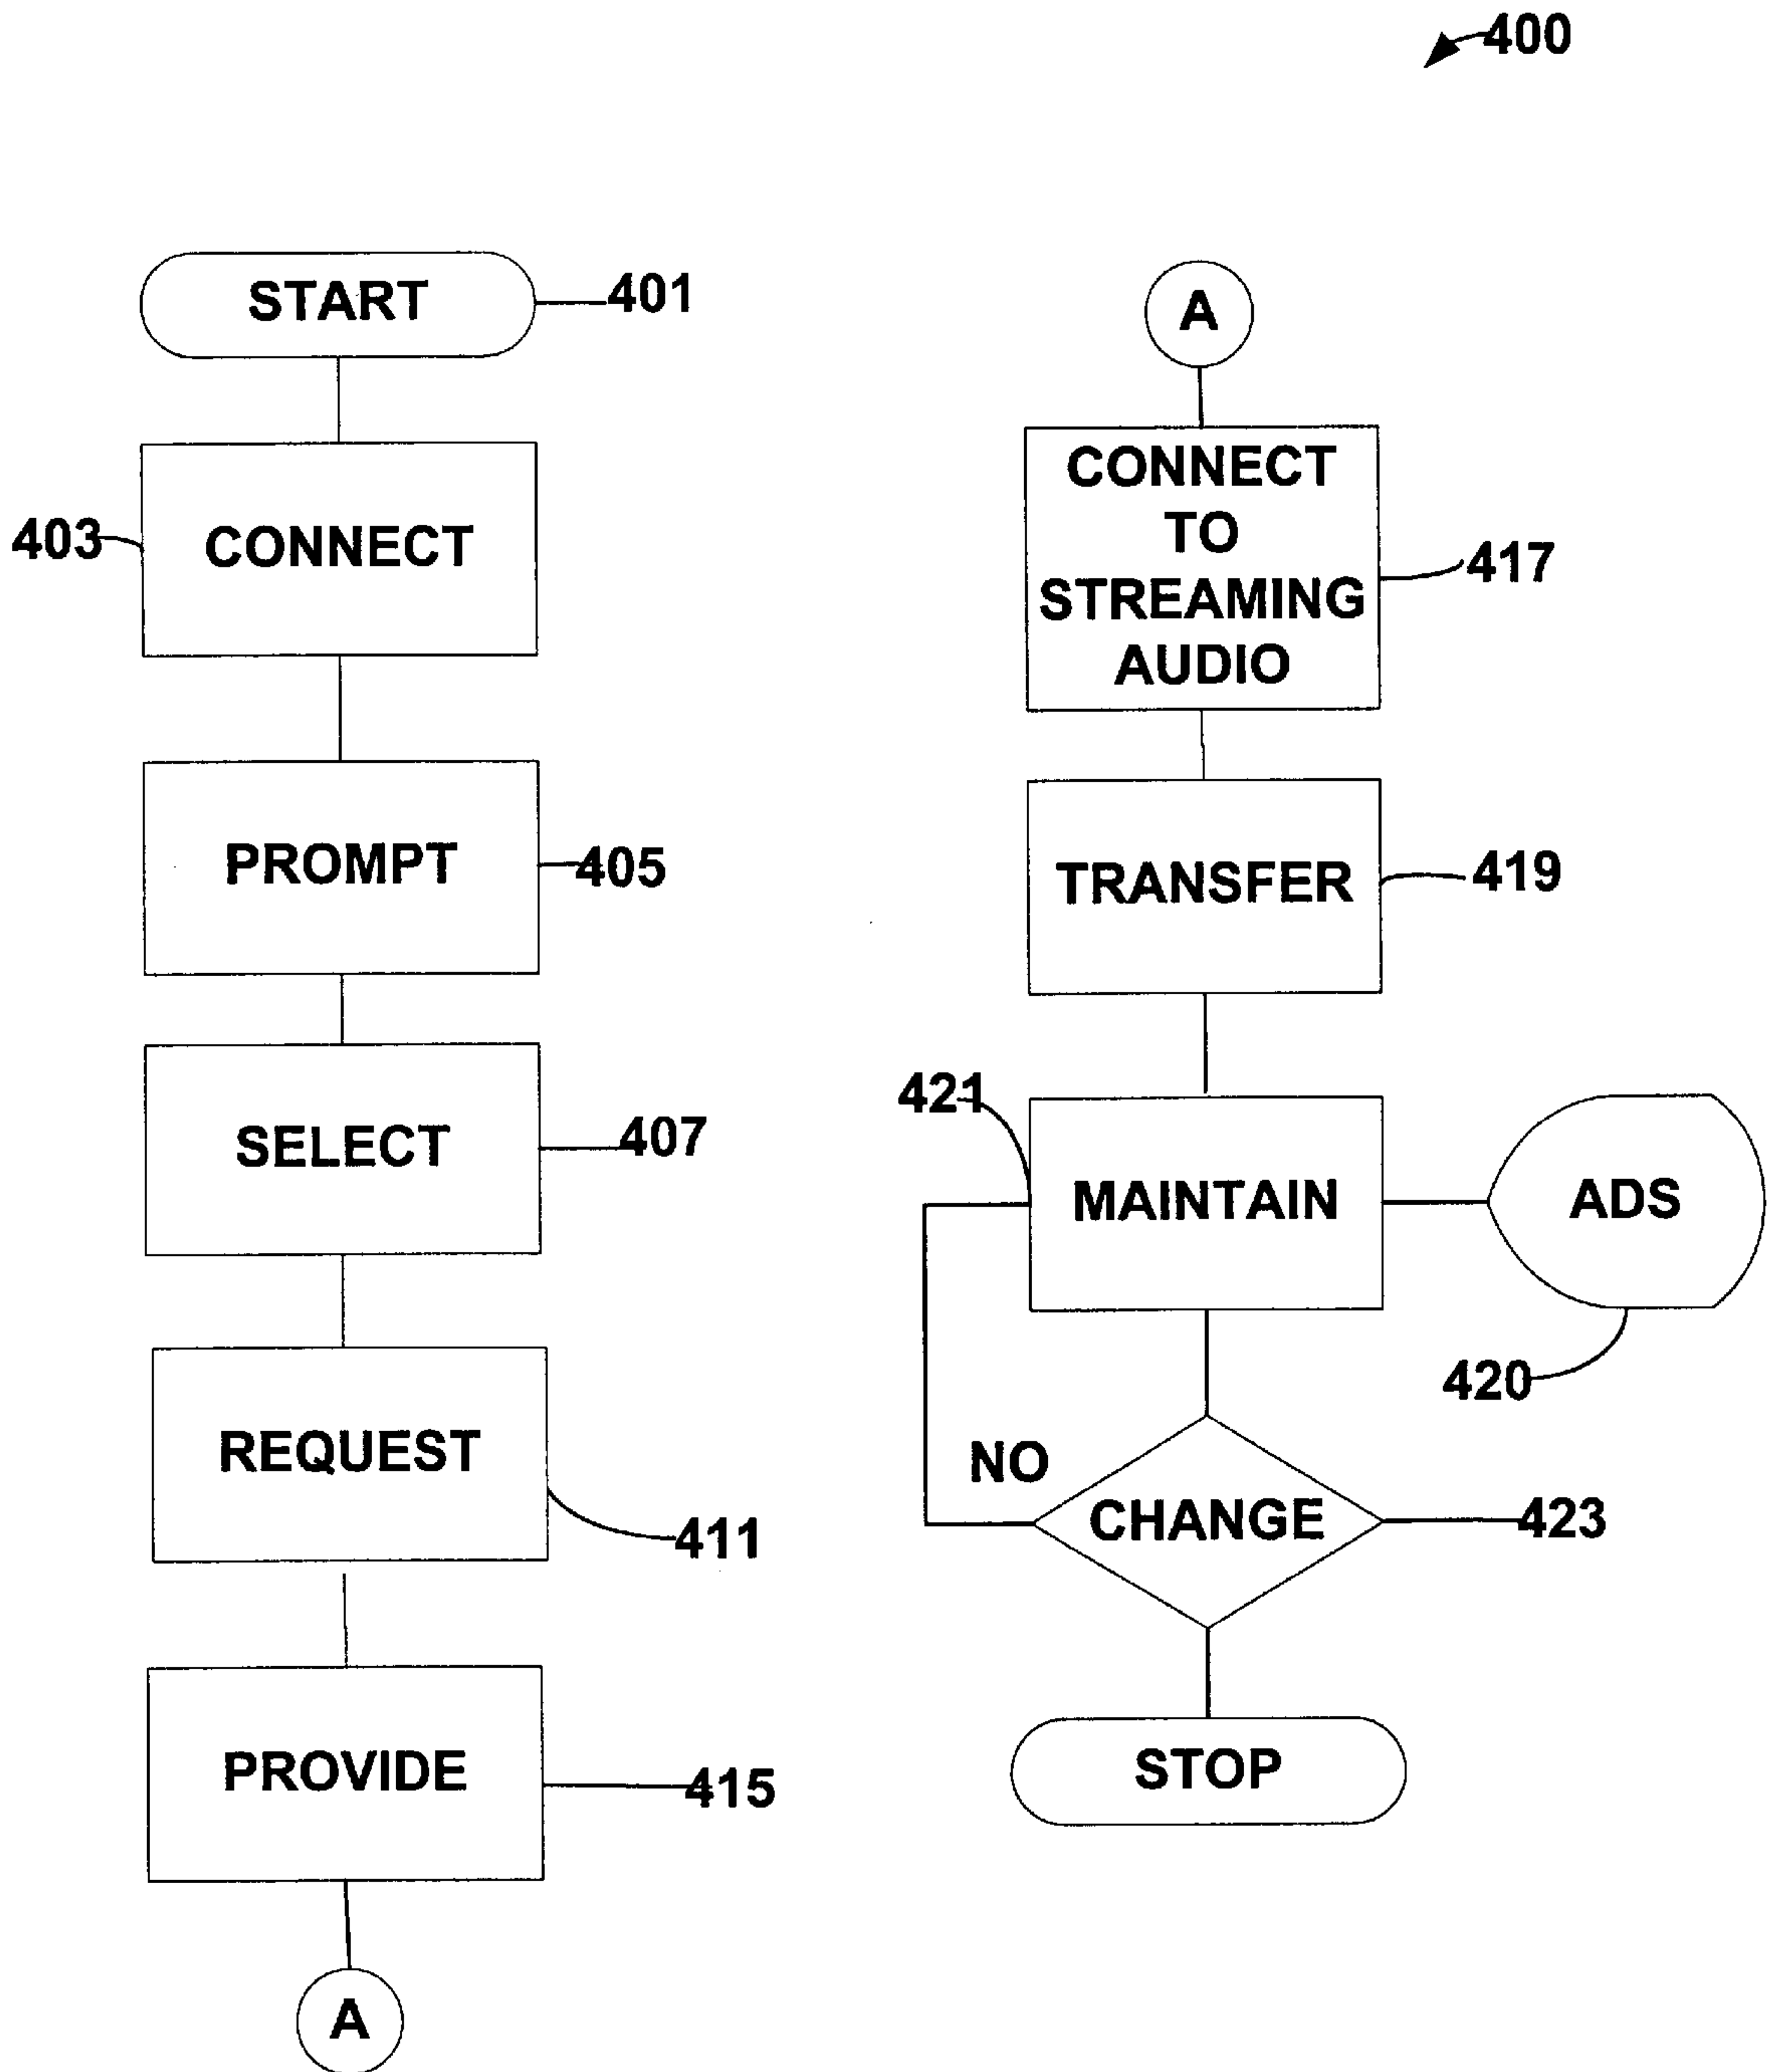 400
START
401
403
CONNECT
PROMPT
405
SELECT
407
REQUEST
411
PROVIDE
415
A
A
CONNECT
TO
STREAMING
AUDIO
417
TRANSFER
419
421
MAINTAIN
ADS
420
NO
CHANGE
423
STOP